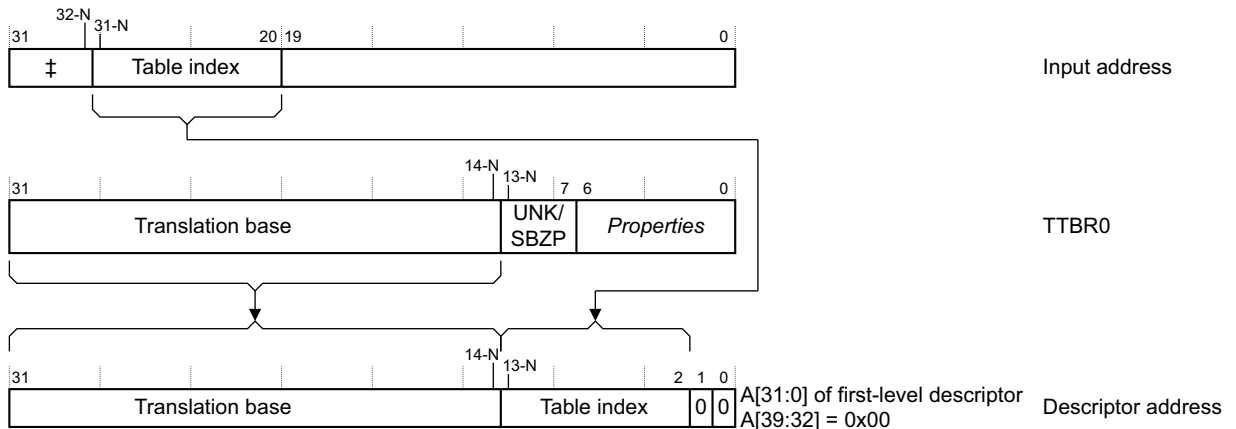 32-N
31-N
31 20 19 0
‡ Table index Input address
14-N
13-N
31 7 6 0
Translation base UNK/ SBZP Properties TTBR0
14-N
13-N
31 2 1 0
Translation base Table index 0 0 A[31:0] of first-level descriptor
A[39:32] = 0x00
Descriptor address